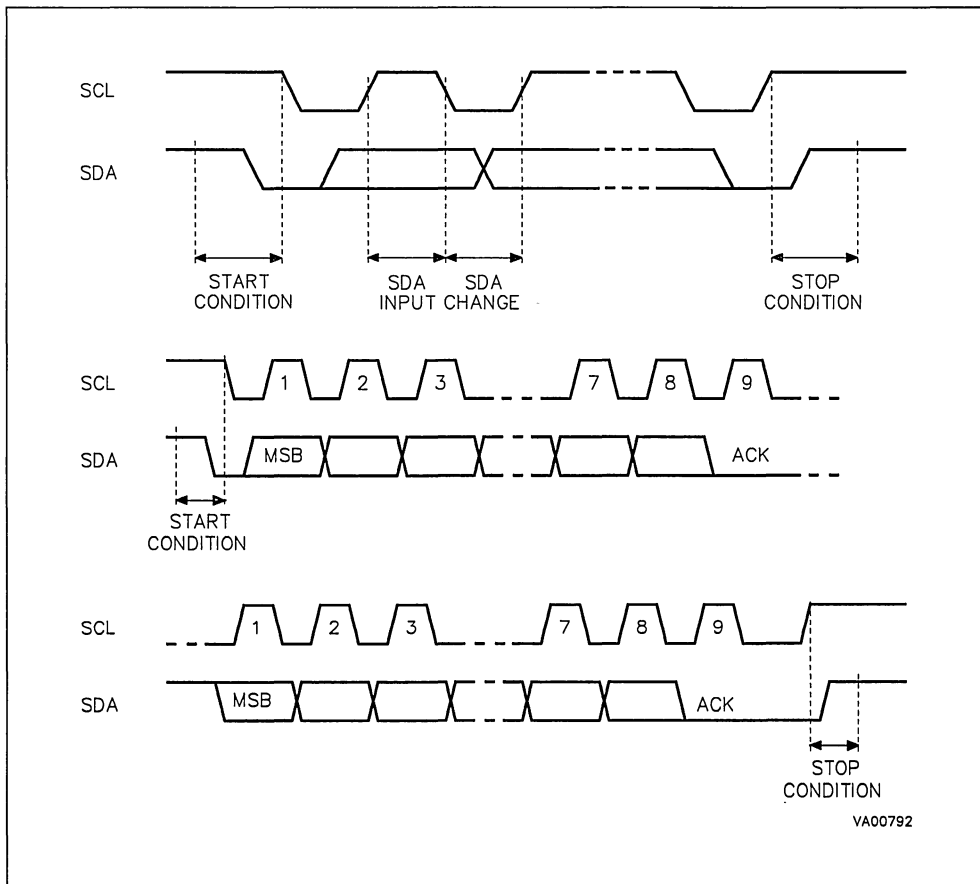 SCL
SDA
START
CONDITION
SDA
INPUT
SDA
CHANGE
STOP
CONDITION
SCL
1 2 3 7 8 9
SDA
MSB
ACK
START
CONDITION
SCL
1 2 3 7 8 9
SDA
MSB
ACK
STOP
CONDITION
VA00792